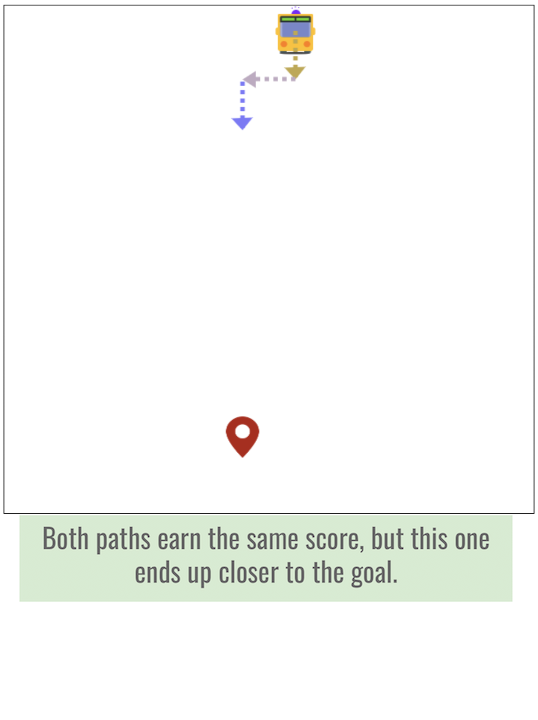 Both paths earn the same score, but this one
ends up closer to the goal.